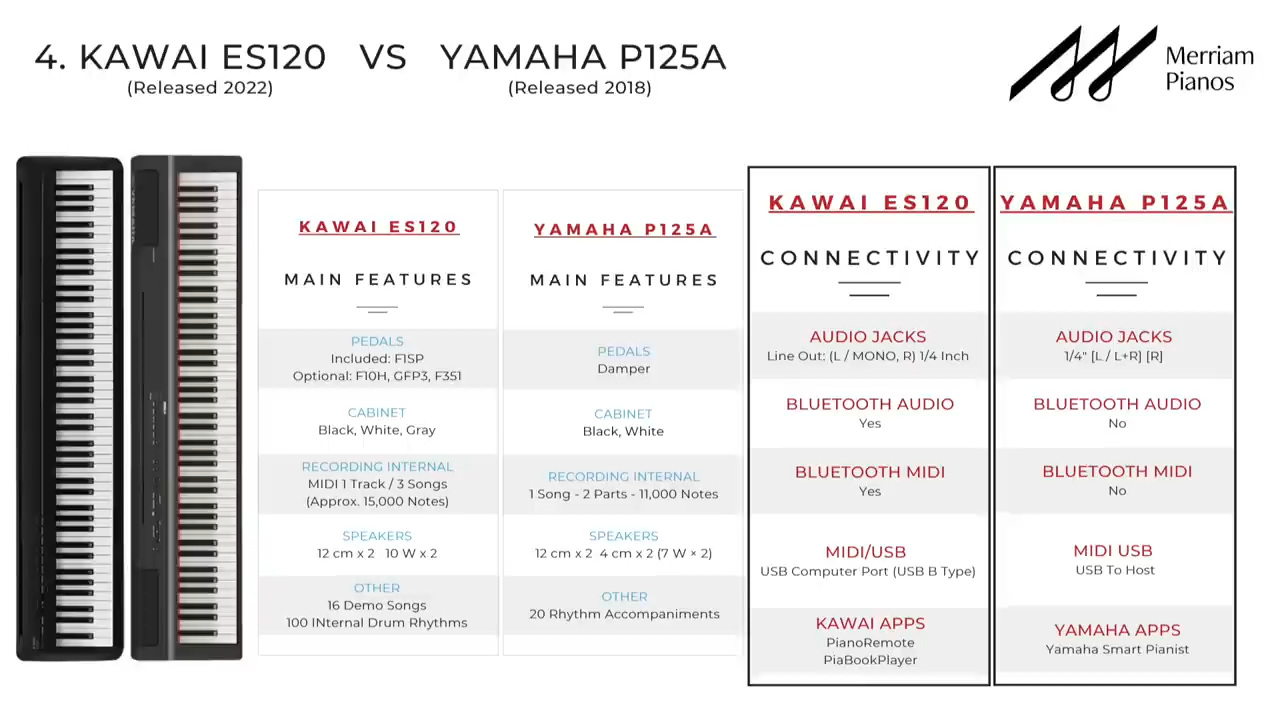 4. KAWAI ES120 VS YAMAHA P125A
(Released 2022) (Released 2018)
Merriam
Pianos
KAWAI ES120
MAIN FEATURES
PEDALS
Included: F1SP
Optional: F10H, GFP3, F351
CABINET
Black, White, Gray
RECORDING INTERNAL
MIDI 1 Track / 3 Songs
(Approx. 15,000 Notes)
SPEAKERS
12 cm x 2 10 W x 2
OTHER
16 Demo Songs
100 INternal Drum Rhythms
YAMAHA P125A
MAIN FEATURES
PEDALS
Damper
CABINET
Black, White
RECORDING INTERNAL
1 Song - 2 Parts - 11,000 Notes
SPEAKERS
12 cm x 2 4 cm x 2 (7 W × 2)
OTHER
20 Rhythm Accompaniments
KAWAI ES120
CONNECTIVITY
AUDIO JACKS
Line Out: (L / MONO, R) 1/4 Inch
BLUETOOTH AUDIO
Yes
BLUETOOTH MIDI
Yes
MIDI/USB
USB Computer Port (USB B Type)
KAWAI APPS
PianoRemote
PiaBookPlayer
YAMAHA P125A
CONNECTIVITY
AUDIO JACKS
1/4" [L / L+R] [R]
BLUETOOTH AUDIO
No
BLUETOOTH MIDI
No
MIDI USB
USB To Host
YAMAHA APPS
Yamaha Smart Pianist